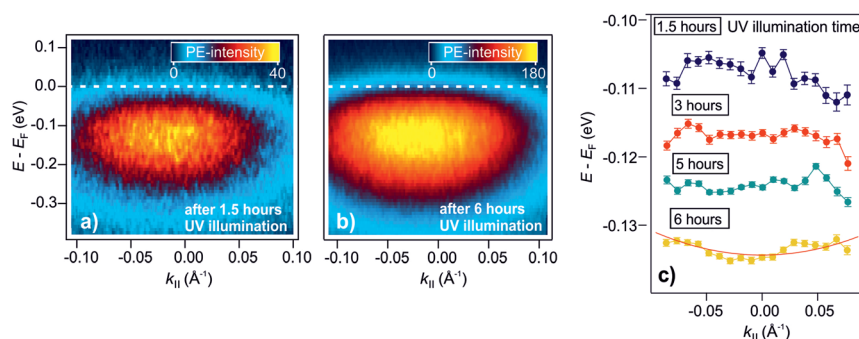 PE-intensity
0 40
0.1
0.0
-0.1
-0.2
-0.3
E - EF (eV)
a) after 1.5 hours
UV illumination
-0.10 -0.05 0.00 0.05 0.10
kII (Å-1)
PE-intensity
0 180
b) after 6 hours
UV illumination
-0.10 -0.05 0.00 0.05 0.10
kII (Å-1)
-0.10
-0.11
-0.12
-0.13
E - EF (eV)
1.5 hours UV illumination time
3 hours
5 hours
6 hours
c)
-0.05 0.00 0.05
kII (Å-1)